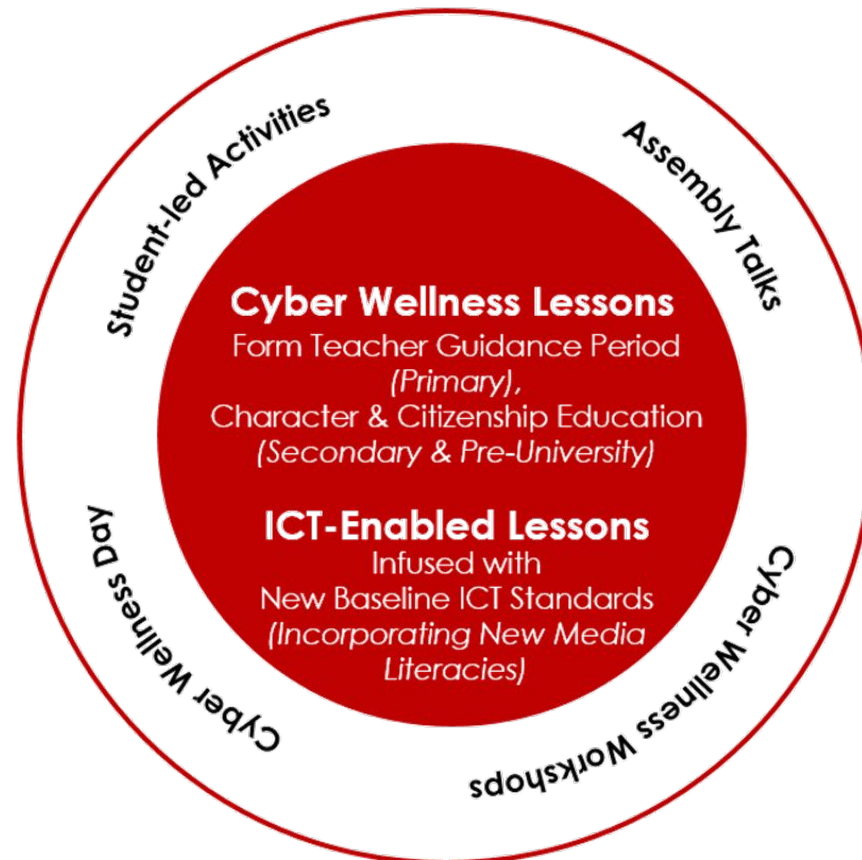 Student-led Activities
Assembly Talks
Cyber Wellness Lessons
Form Teacher Guidance Period
(Primary),
Character & Citizenship Education
(Secondary & Pre-University)
ICT-Enabled Lessons
Infused with
New Baseline ICT Standards
(Incorporating New Media
Literacies)
Cyber Wellness Day
Cyber Wellness Workshops